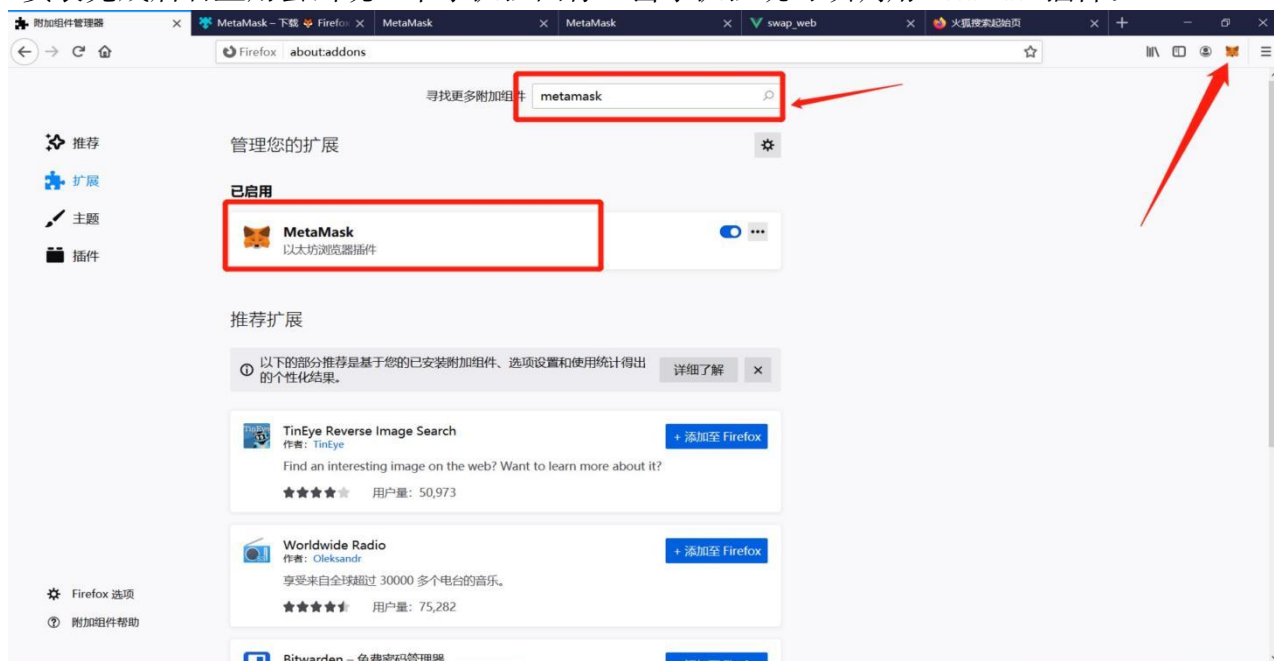 附加组件管理器
MetaMask – 下载 Firefo
MetaMask
MetaMask
swap_web
火狐搜索起始页
Firefox about:addons
寻找更多附加组件 metamask
推荐
扩展
主题
插件
管理您的扩展
已启用
MetaMask
以太坊浏览器插件
推荐扩展
以下的部分推荐是基于您的已安装附加组件、选项设置和使用统计得出
的个性化结果。
详细了解
TinEye Reverse Image Search
作者: TinEye
+ 添加至 Firefox
Find an interesting image on the web? Want to learn more about it?
用户量: 50,973
Worldwide Radio
作者: Oleksandr
+ 添加至 Firefox
享受来自全球超过 30000 多个电台的音乐。
用户量: 75,282
Firefox 选项
附加组件帮助
Bitwarden – 免费密码管理器